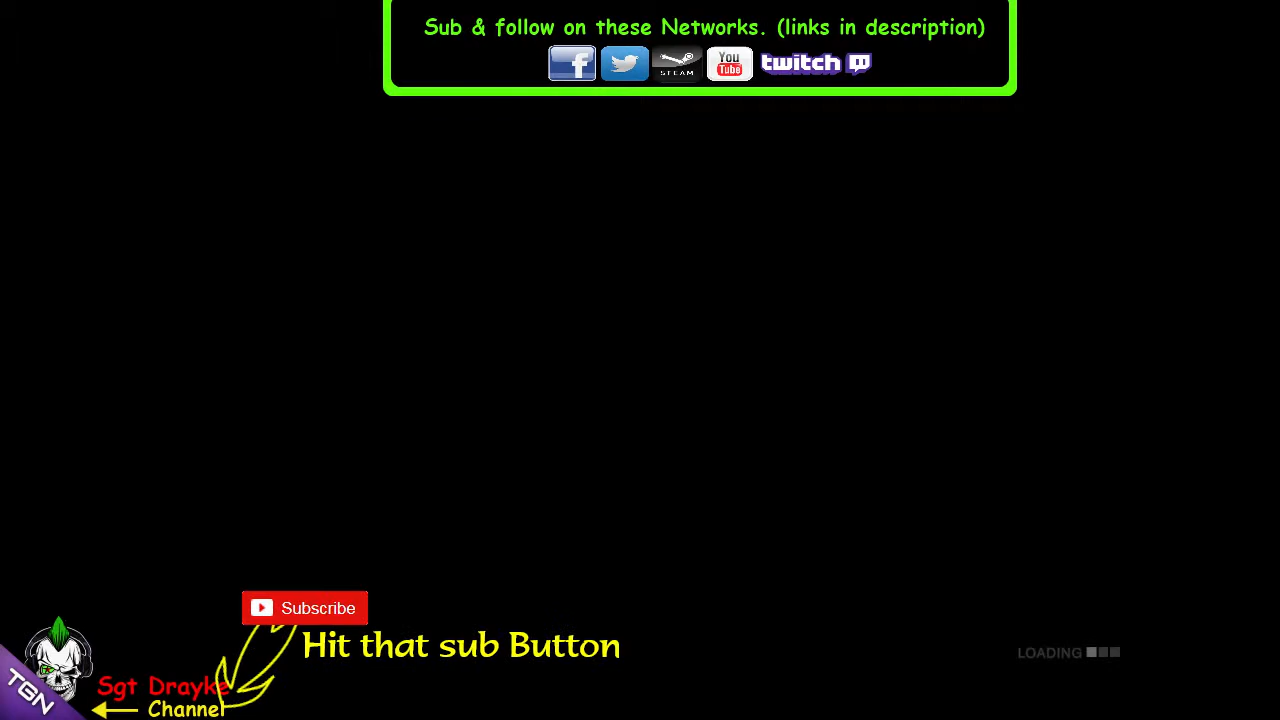 Sub & follow on these Networks. (links in description)
f
STEAM
You
Tube
twitch
Subscribe
Hit that sub Button
LOADING
TGN
Sgt Drayke
Channel